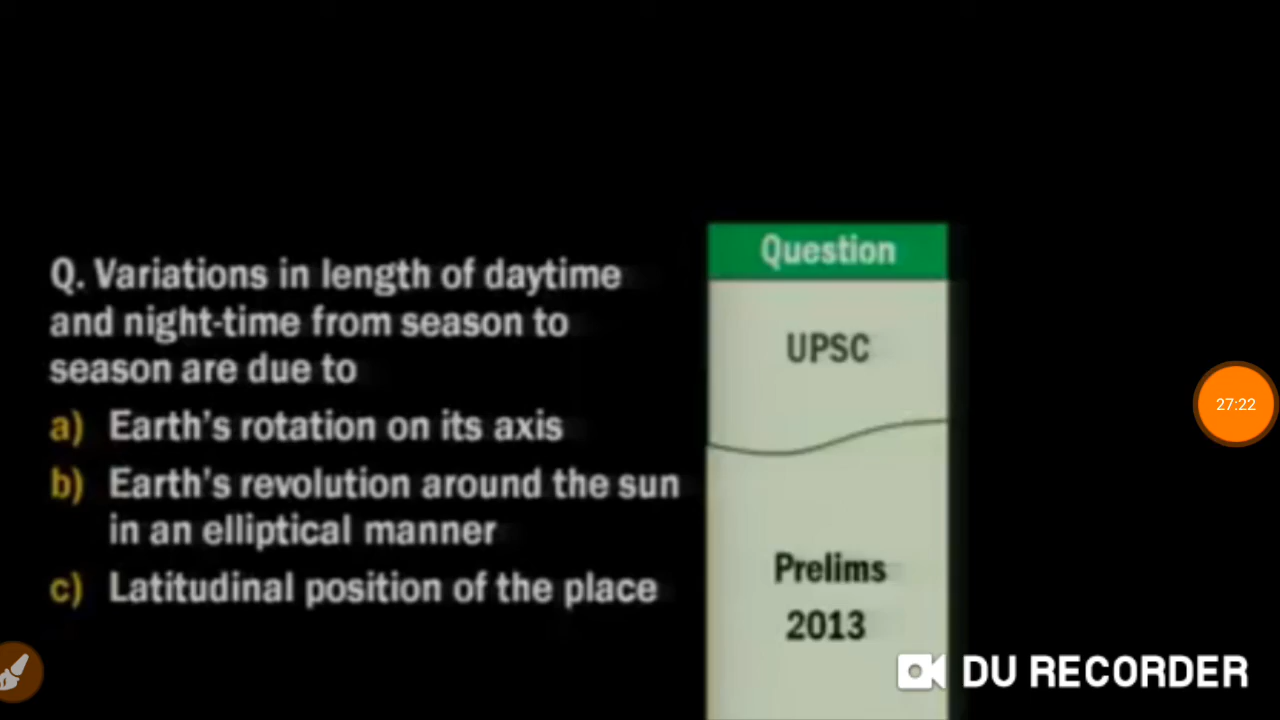 Q. Variations in length of daytime
and night-time from season to
season are due to
a) Earth's rotation on its axis
b) Earth's revolution around the sun
in an elliptical manner
c) Latitudinal position of the place
Question
UPSC
Prelims
2013
27:22
DU RECORDER